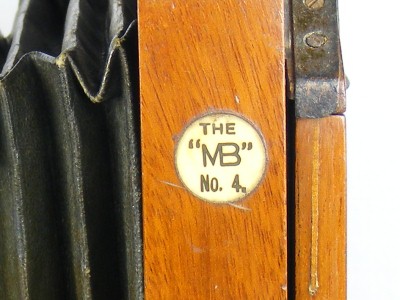 THE
"MB"
No. 4.